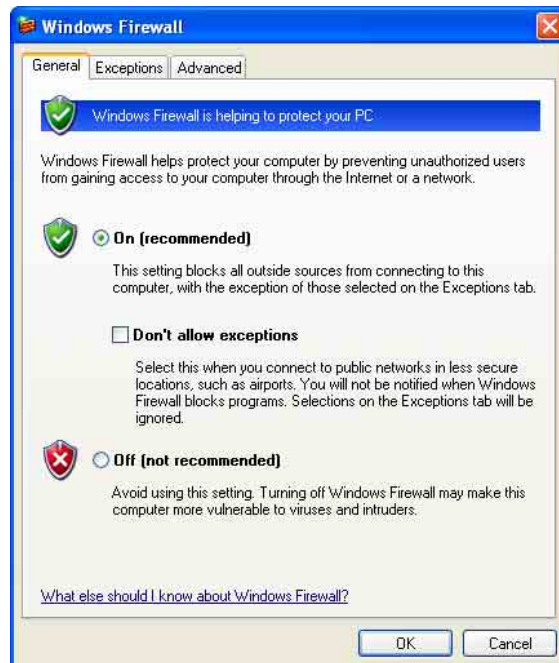 Windows Firewall
General Exceptions Advanced
Windows Firewall is helping to protect your PC
Windows Firewall helps protect your computer by preventing unauthorized users
from gaining access to your computer through the Internet or a network.
On (recommended)
This setting blocks all outside sources from connecting to this
computer, with the exception of those selected on the Exceptions tab.
Don't allow exceptions
Select this when you connect to public networks in less secure
locations, such as airports. You will not be notified when Windows
Firewall blocks programs. Selections on the Exceptions tab will be
ignored.
Off (not recommended)
Avoid using this setting. Turning off Windows Firewall may make this
computer more vulnerable to viruses and intruders.
What else should I know about Windows Firewall?
OK Cancel